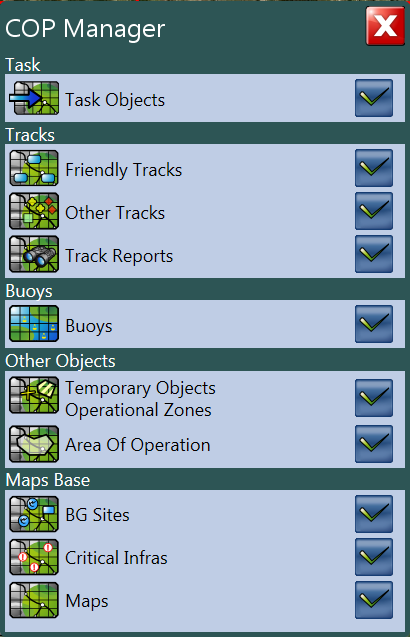 COP Manager
Task
Task Objects
Tracks
Friendly Tracks
Other Tracks
Track Reports
Buoys
Buoys
Other Objects
Temporary Objects
Operational Zones
Area Of Operation
Maps Base
BG Sites
Critical Infras
Maps